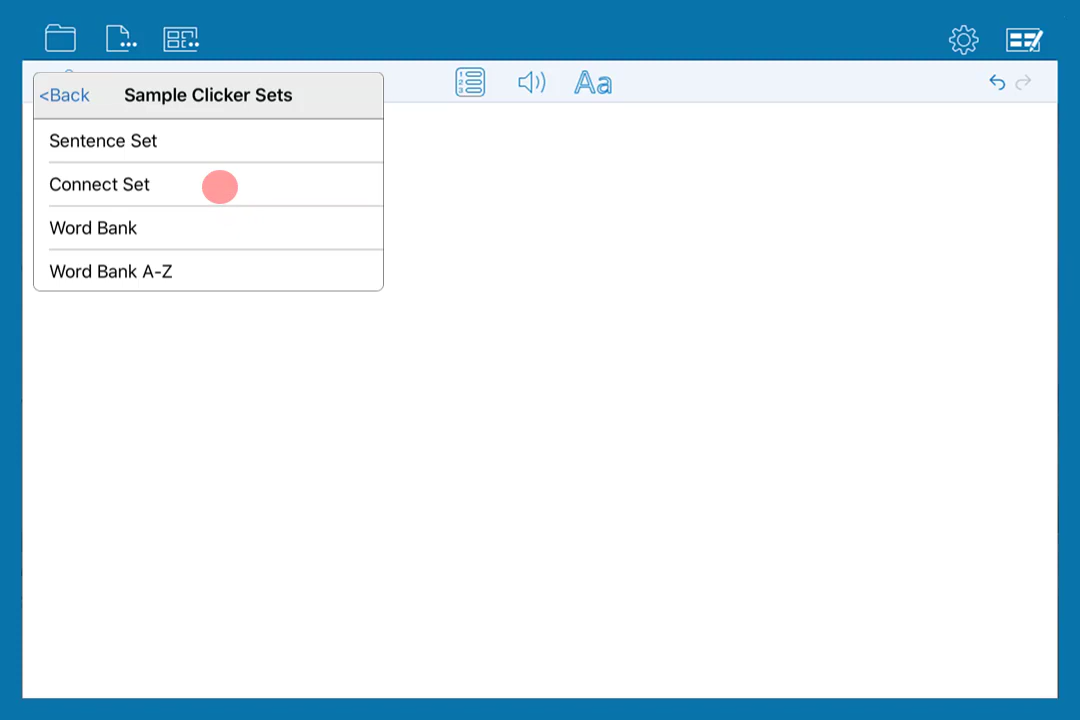 <Back Sample Clicker Sets
Aa
Sentence Set
Connect Set
Word Bank
Word Bank A-Z